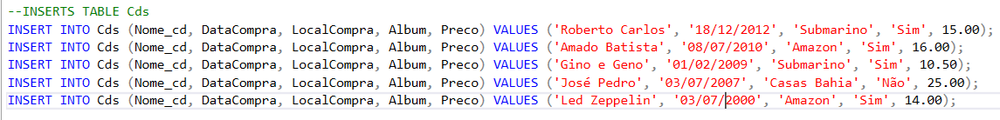 --INSERTS TABLE Cds
INSERT INTO Cds (Nome_cd, DataCompra, LocalCompra, Album, Preco) VALUES ('Roberto Carlos', '18/12/2012', 'Submarino', 'Sim', 15.00);
INSERT INTO Cds (Nome_cd, DataCompra, LocalCompra, Album, Preco) VALUES ('Amado Batista', '08/07/2010', 'Amazon', 'Sim', 16.00);
INSERT INTO Cds (Nome_cd, DataCompra, LocalCompra, Album, Preco) VALUES ('Gino e Geno', '01/02/2009', 'Submarino', 'Sim', 10.50);
INSERT INTO Cds (Nome_cd, DataCompra, LocalCompra, Album, Preco) VALUES ('José Pedro', '03/07/2007', 'Casas Bahia', 'Não', 25.00);
INSERT INTO Cds (Nome_cd, DataCompra, LocalCompra, Album, Preco) VALUES ('Led Zeppelin', '03/07/2000', 'Amazon', 'Sim', 14.00);